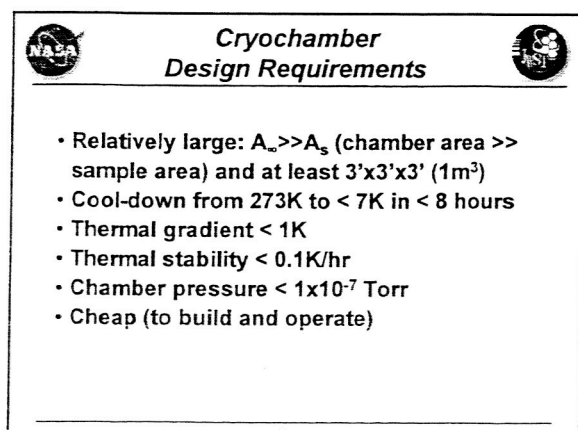 NASA
Cryochamber
Design Requirements
• Relatively large: A∞>>Aₛ (chamber area >>
sample area) and at least 3'x3'x3' (1m³)
• Cool-down from 273K to < 7K in < 8 hours
• Thermal gradient < 1K
• Thermal stability < 0.1K/hr
• Chamber pressure < 1x10⁻⁷ Torr
• Cheap (to build and operate)